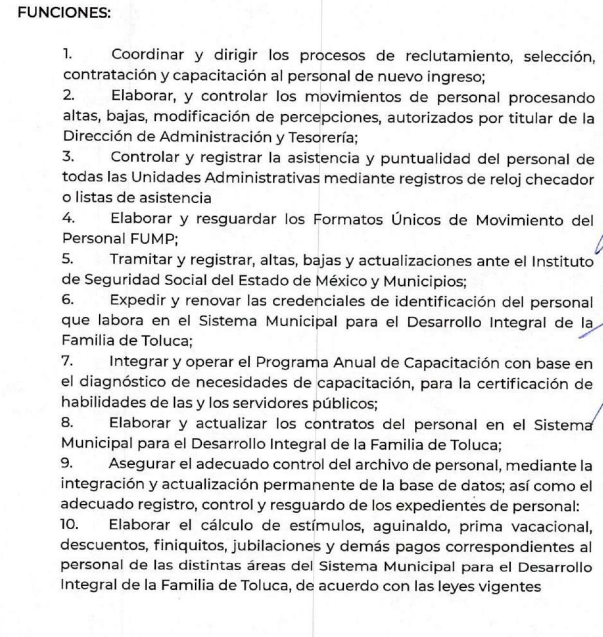 FUNCIONES:
1. Coordinar y dirigir los procesos de reclutamiento, selección,
contratación y capacitación al personal de nuevo ingreso;
2. Elaborar, y controlar los movimientos de personal procesando
altas, bajas, modificación de percepciones, autorizados por titular de la
Dirección de Administración y Tesorería;
3. Controlar y registrar la asistencia y puntualidad del personal de
todas las Unidades Administrativas mediante registros de reloj checador
o listas de asistencia
4. Elaborar y resguardar los Formatos Únicos de Movimiento del
Personal FUMP;
5. Tramitar y registrar, altas, bajas y actualizaciones ante el Instituto
de Seguridad Social del Estado de México y Municipios;
6. Expedir y renovar las credenciales de identificación del personal
que labora en el Sistema Municipal para el Desarrollo Integral de la
Familia de Toluca;
7. Integrar y operar el Programa Anual de Capacitación con base en
el diagnóstico de necesidades de capacitación, para la certificación de
habilidades de las y los servidores públicos;
8. Elaborar y actualizar los contratos del personal en el Sistema
Municipal para el Desarrollo Integral de la Familia de Toluca;
9. Asegurar el adecuado control del archivo de personal, mediante la
integración y actualización permanente de la base de datos; así como el
adecuado registro, control y resguardo de los expedientes de personal:
10. Elaborar el cálculo de estímulos, aguinaldo, prima vacacional,
descuentos, finiquitos, jubilaciones y demás pagos correspondientes al
personal de las distintas áreas del Sistema Municipal para el Desarrollo
Integral de la Familia de Toluca, de acuerdo con las leyes vigentes